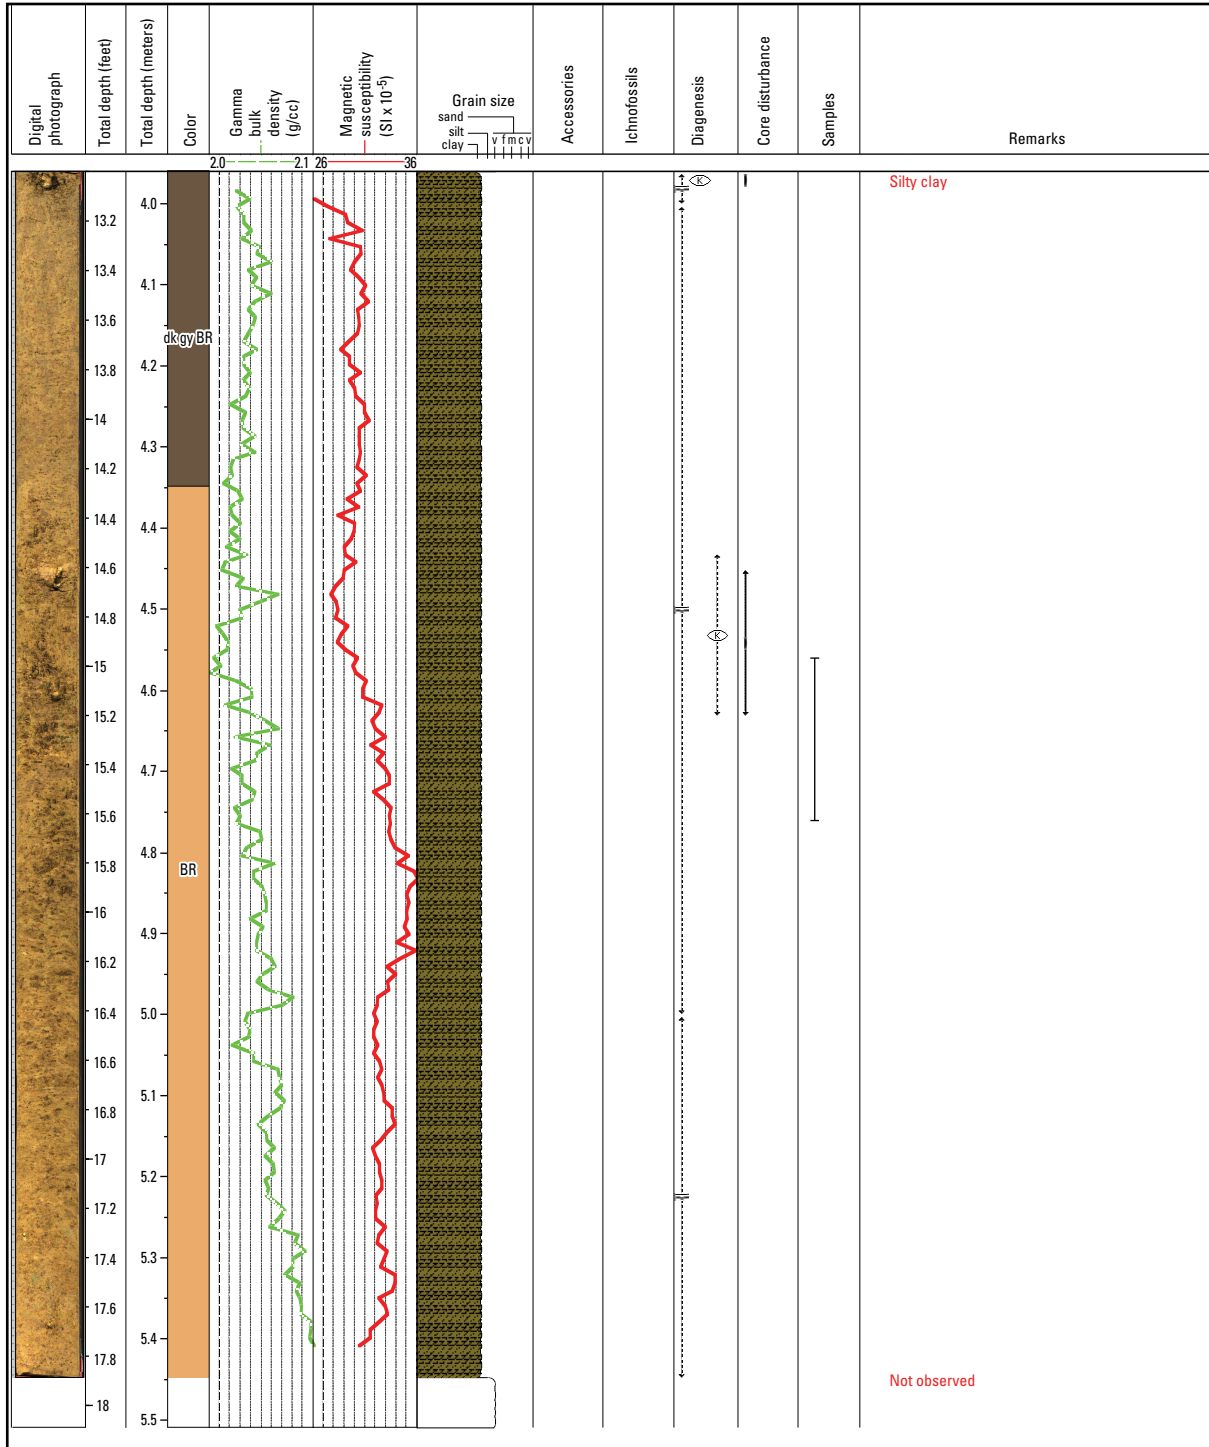 Digital
photograph
Total depth (feet)
Total depth (meters)
Color
Gamma
bulk
density
(g/cc)
Magnetic
susceptibility
(SI x 10-5)
Grain size
sand
silt
clay
v f m c v
Accessories
Ichnofossils
Diagenesis
Core disturbance
Samples
Remarks
2.0 2.1 26 36
Silty clay
4.0
13.2
13.4
4.1
13.6
dk gy BR
4.2
13.8
14
4.3
14.2
14.4
4.4
14.6
4.5
14.8
15
4.6
15.2
15.4
4.7
15.6
4.8
15.8
BR
16
4.9
16.2
16.4
5.0
16.6
5.1
16.8
17
5.2
17.2
17.4
5.3
17.6
5.4
17.8
Not observed
18
5.5
K
K